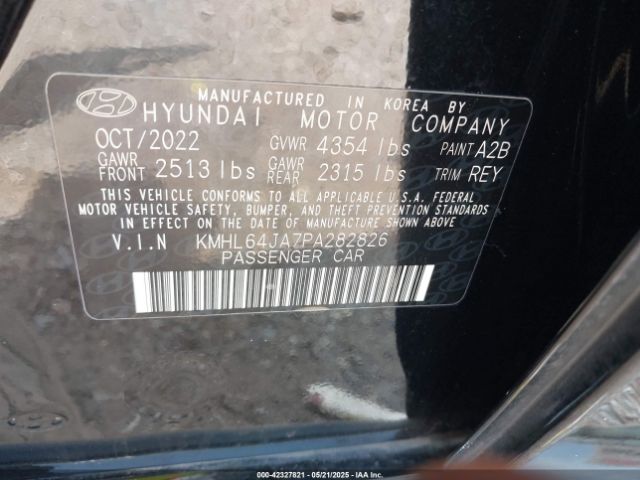 MANUFACTURED IN KOREA BY
HYUNDAI MOTOR COMPANY
OCT/2022 GVWR 4354 lbs PAINT A2B
GAWR FRONT 2513 lbs GAWR REAR 2315 lbs TRIM REY
THIS VEHICLE CONFORMS TO ALL APPLICABLE U.S.A. FEDERAL
MOTOR VEHICLE SAFETY, BUMPER, AND THEFT PREVENTION STANDARDS
IN EFFECT ON THE DATE OF MANUFACTURE SHOWN ABOVE
V.I.N KMHL64JA7PA282826
PASSENGER CAR
000-42327821 05/21/2025 IAAI.COM